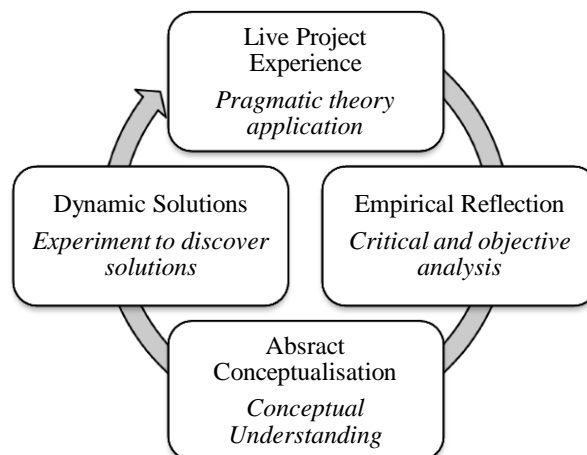 Live Project
Experience
Pragmatic theory
application
Dynamic Solutions
Experiment to discover
solutions
Empirical Reflection
Critical and objective
analysis
Absract
Conceptualisation
Conceptual
Understanding